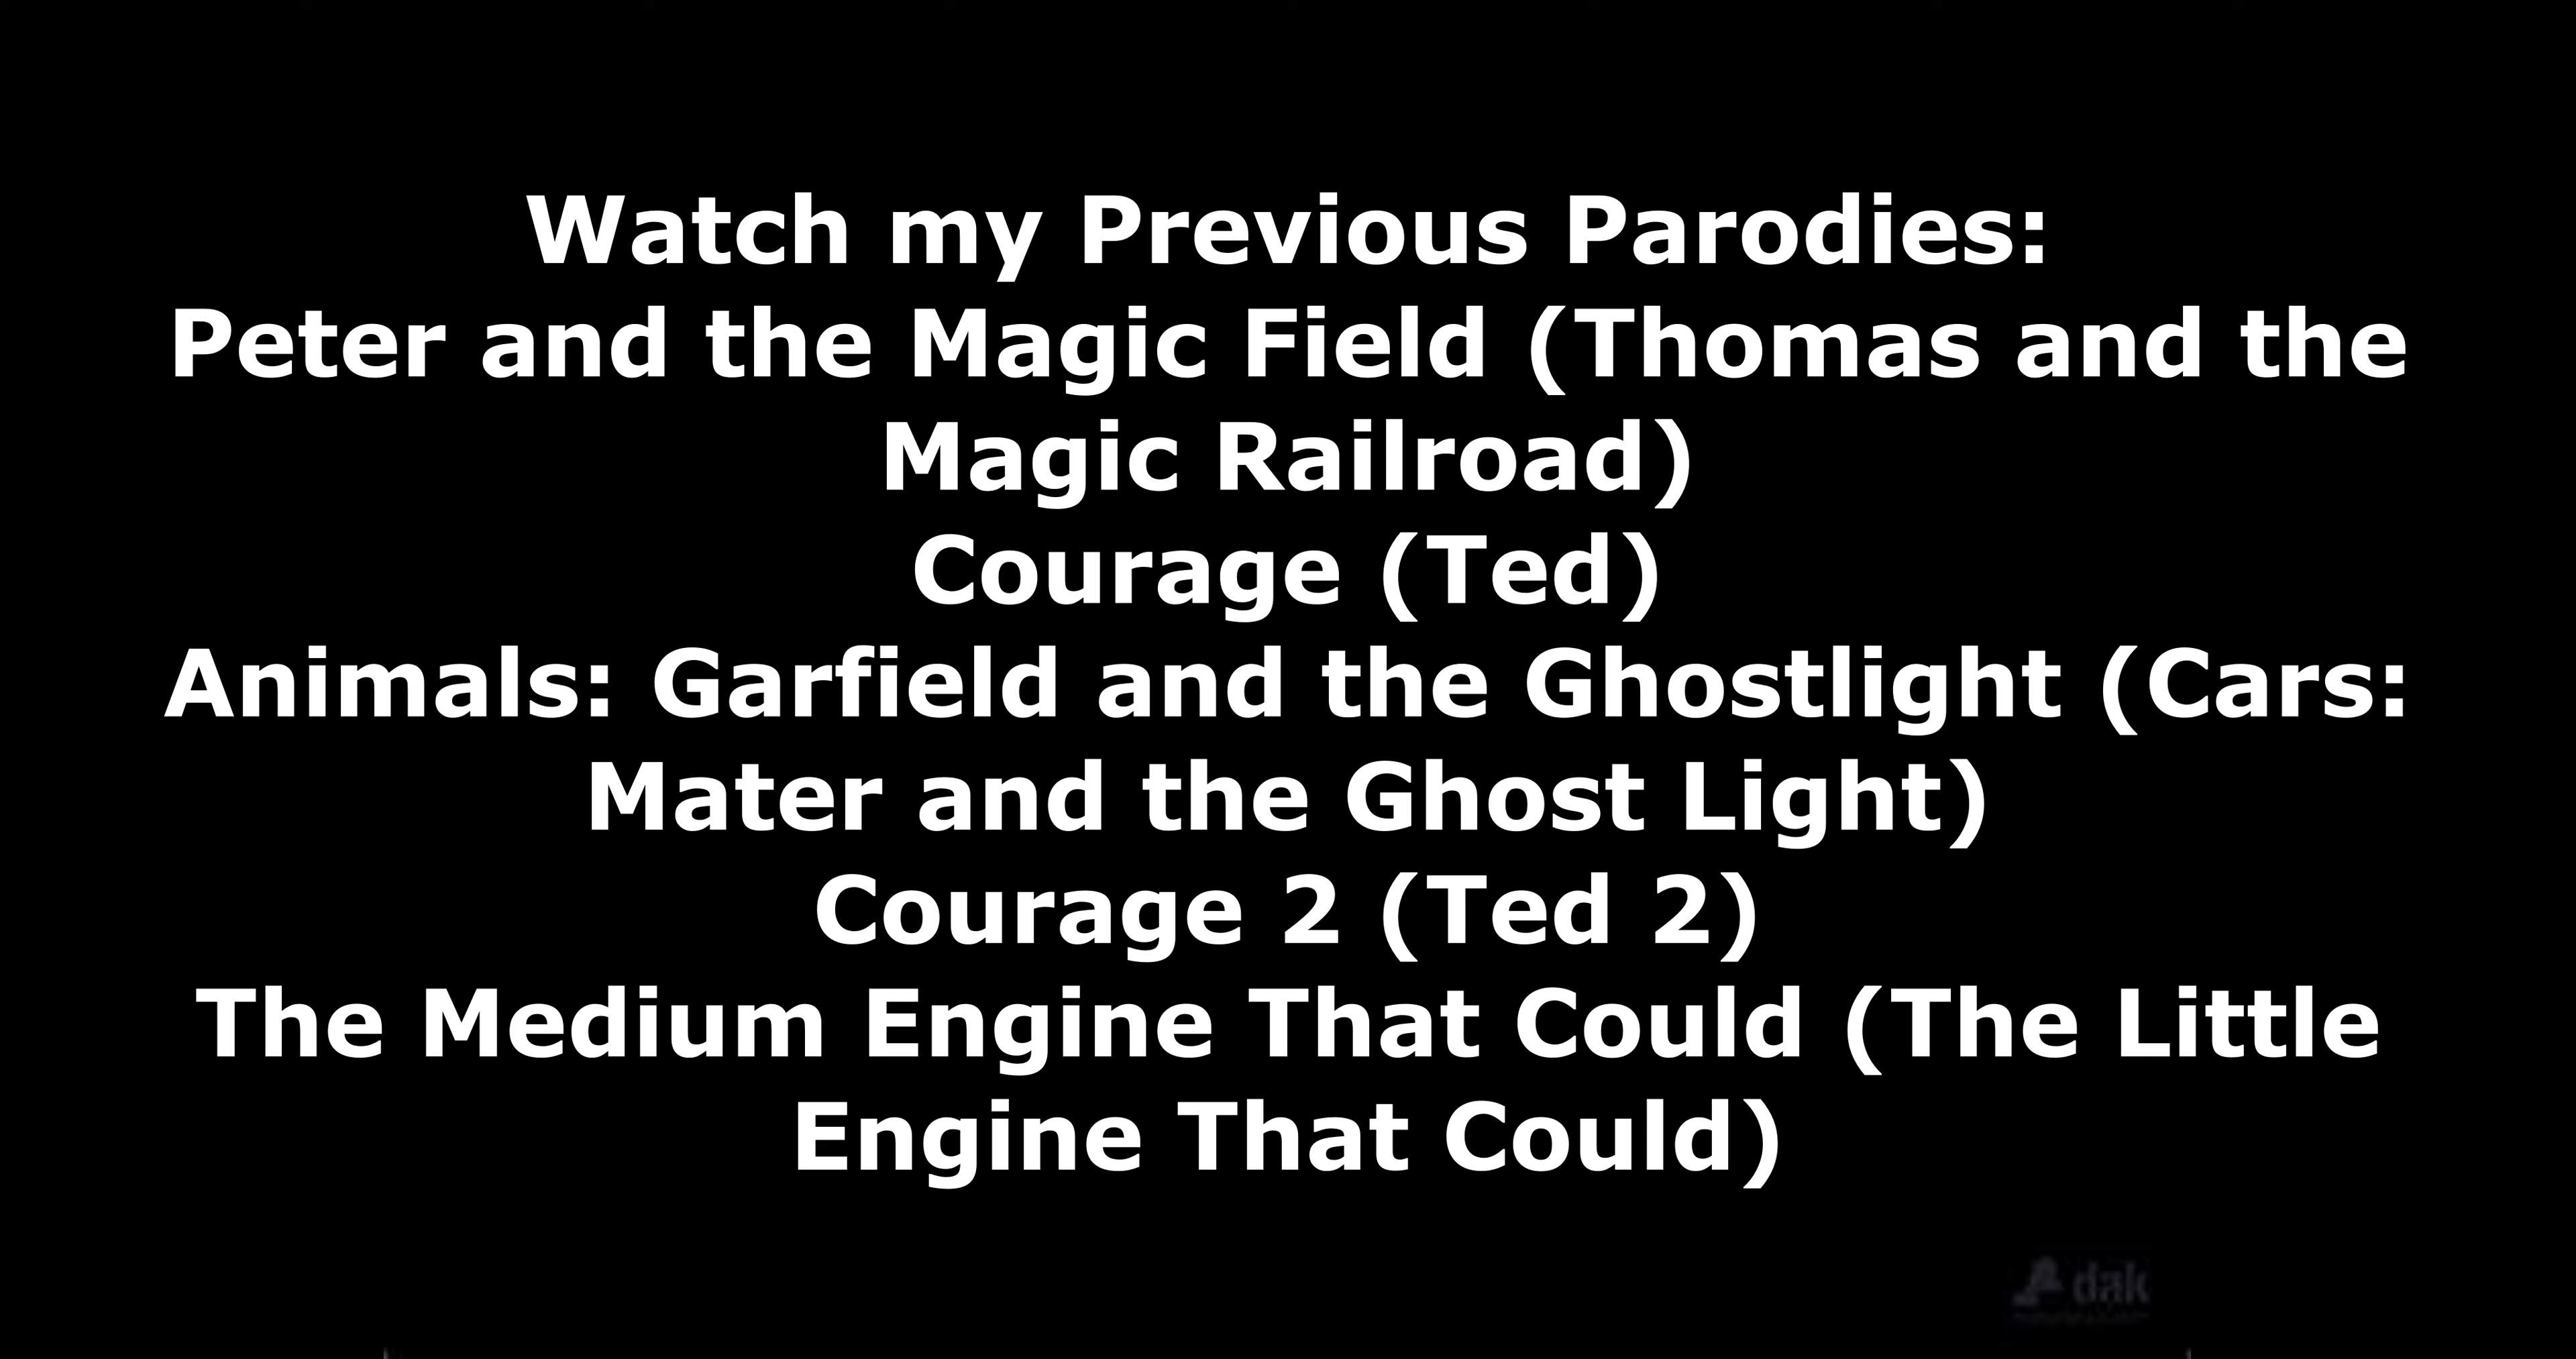 Watch my Previous Parodies:
Peter and the Magic Field (Thomas and the
Magic Railroad)
Courage (Ted)
Animals: Garfield and the Ghostlight (Cars:
Mater and the Ghost Light)
Courage 2 (Ted 2)
The Medium Engine That Could (The Little
Engine That Could)